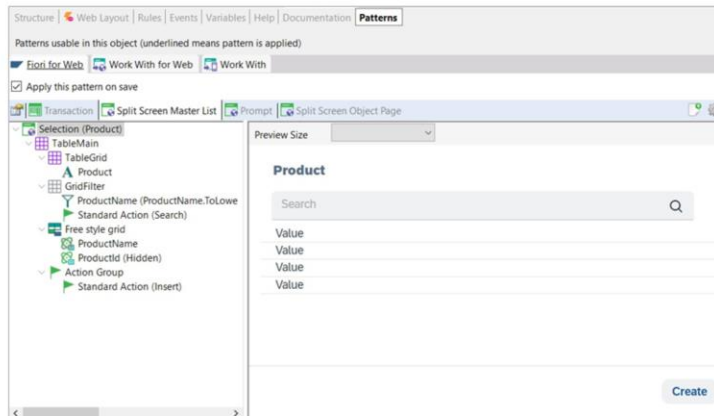 Structure Web Layout Rules Events Variables Help Documentation Patterns
Patterns usable in this object (underlined means pattern is applied)
Fiori for Web Work With for Web Work With
Apply this pattern on save
Transaction Split Screen Master List Prompt Split Screen Object Page
Selection (Product)
TableMain
TableGrid
Product
GridFilter
ProductName (ProductName.ToLowe
Standard Action (Search)
Free style grid
ProductName
ProductId (Hidden)
Action Group
Standard Action (Insert)
Preview Size
Product
Search
Value
Value
Value
Value
Create